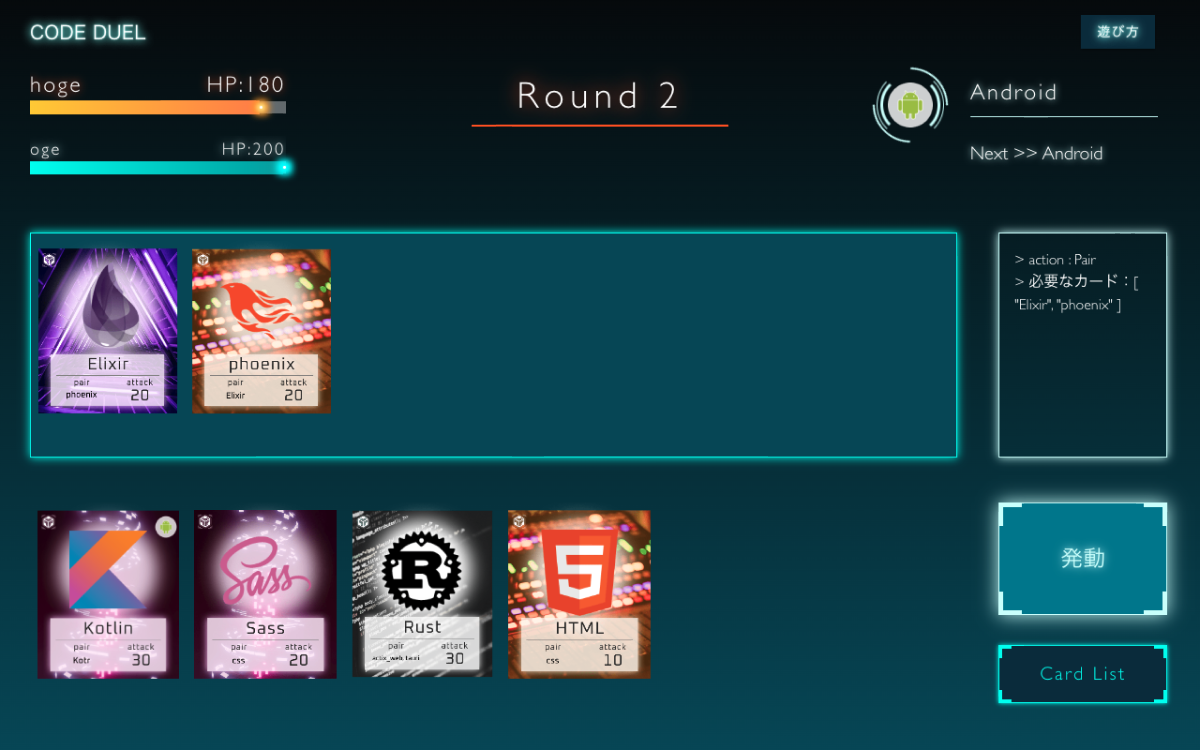 CODE DUEL
遊び方
hoge HP:180
oge HP:200
Round 2
Android
Next >> Android
Elixir
pair attack
phoenix 20
phoenix
pair attack
Elixir 20
> action : Pair
> 必要なカード：[
"Elixir", "phoenix" ]
Kotlin
pair attack
Kotr 30
Sass
Sass
pair attack
css 20
R
Rust
pair attack
30
5
HTML
pair attack
css 10
発動
Card List